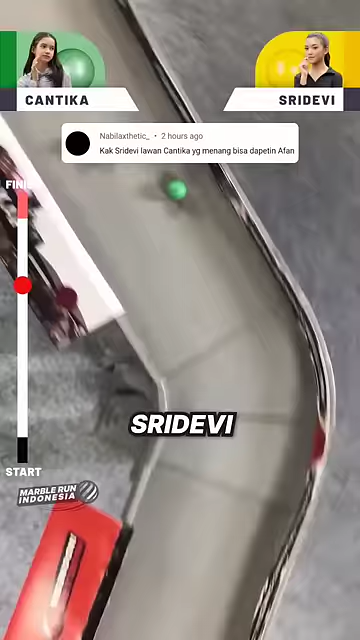 CANTIKA
SRIDEVI
Nabilaxthetic_ • 2 hours ago
Kak Sridevi lawan Cantika yg menang bisa dapetin Afan
FINI
SRIDEVI
START
MARBLE RUN
INDONESIA